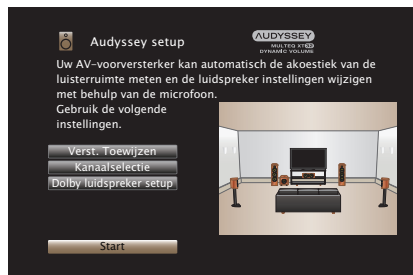 Audyssey setup
AUDYSSEY
MULTEQ XT32
DYNAMIC VOLUME
Uw AV-voorversterker kan automatisch de akoestiek van de
luisterruimte meten en de luidspreker instellingen wijzigen
met behulp van de microfoon.
Gebruik de volgende
instellingen.
Verst. Toewijzen
Kanaalselectie
Dolby luidspreker setup
Start